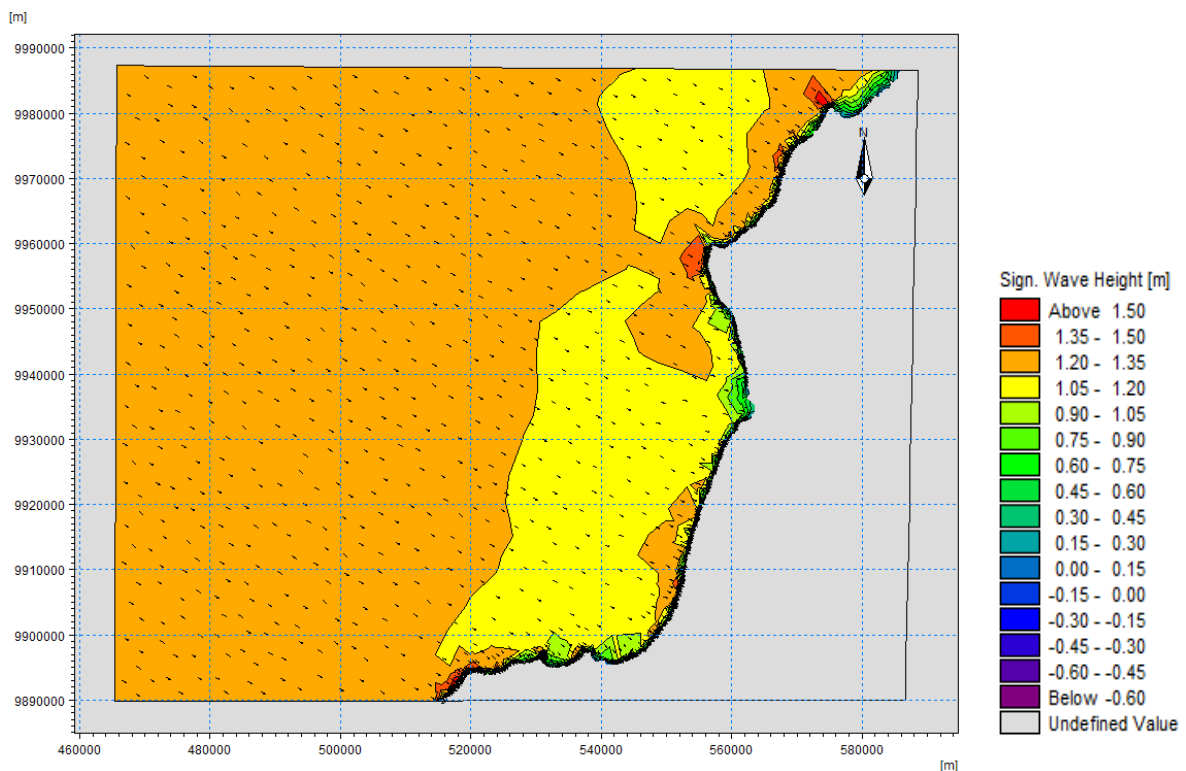 [m]
9990000
9980000
9970000
9960000
9950000
9940000
9930000
9920000
9910000
9900000
9890000
460000 480000 500000 520000 540000 560000 580000
[m]
N
Sign. Wave Height [m]
Above 1.50
1.35 - 1.50
1.20 - 1.35
1.05 - 1.20
0.90 - 1.05
0.75 - 0.90
0.60 - 0.75
0.45 - 0.60
0.30 - 0.45
0.15 - 0.30
0.00 - 0.15
-0.15 - 0.00
-0.30 - -0.15
-0.45 - -0.30
-0.60 - -0.45
Below -0.60
Undefined Value